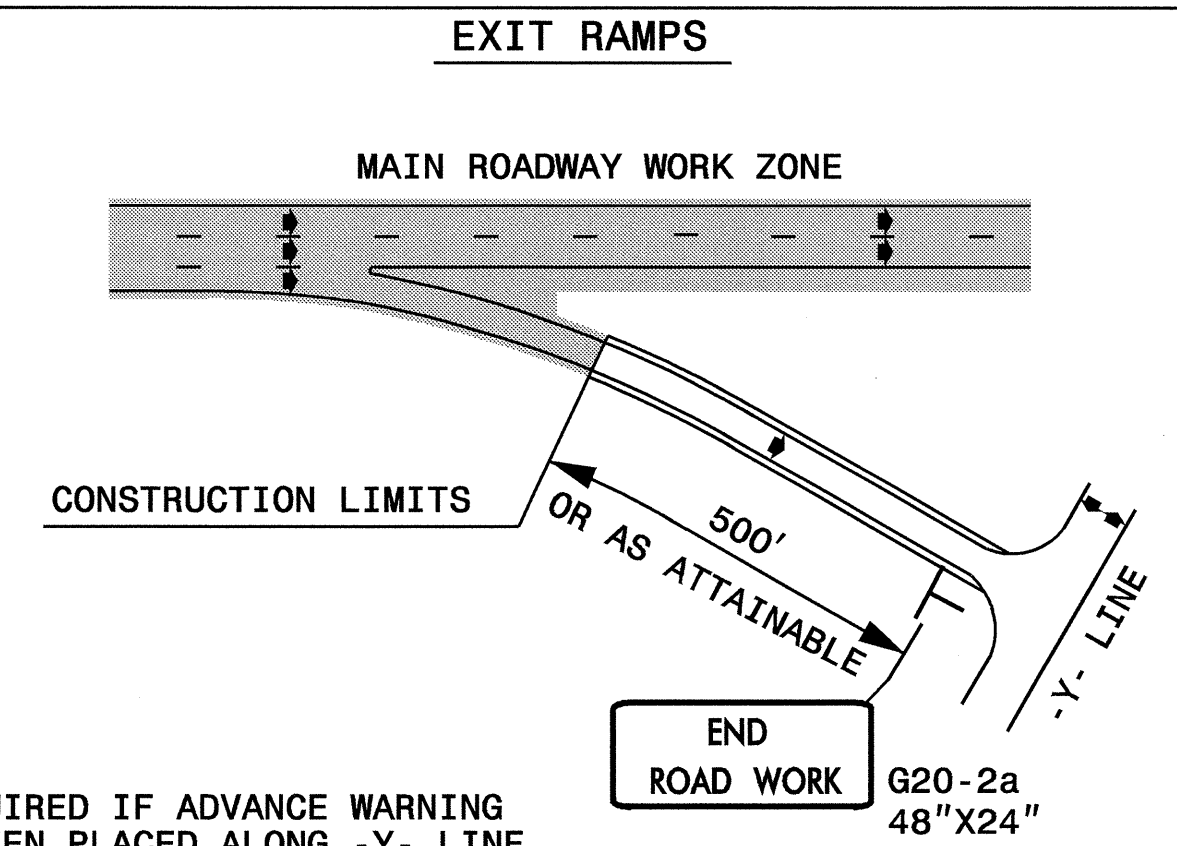 EXIT RAMPS
MAIN ROADWAY WORK ZONE
CONSTRUCTION LIMITS
500'
OR AS ATTAINABLE
-Y- LINE
END
ROAD WORK
G20-2a
48"X24"
IF ADVANCE WARNING
PLACED ALONG -Y- LINE